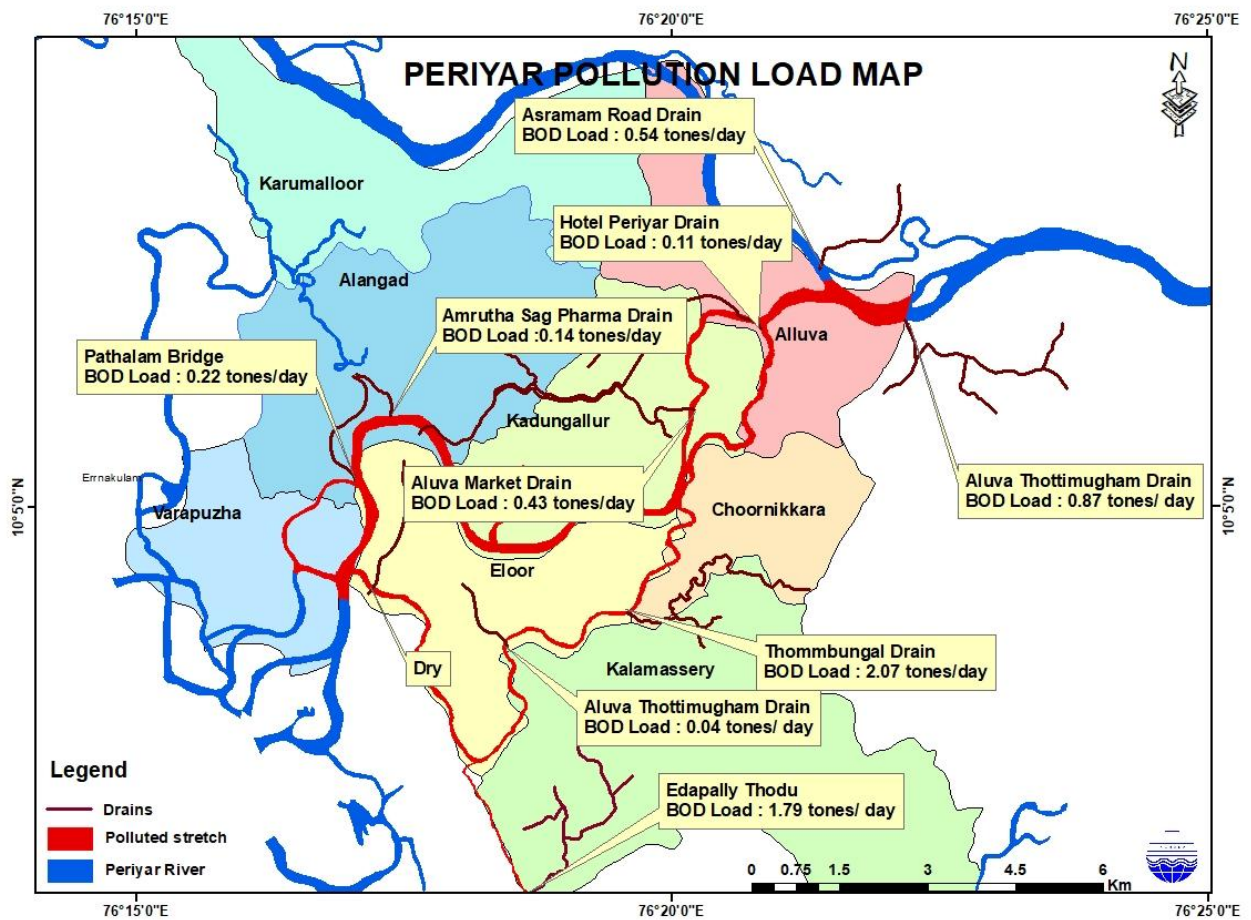 76°15'0"E
76°20'0"E
76°25'0"E
PERIYAR POLLUTION LOAD MAP
N
Asramam Road Drain
BOD Load : 0.54 tones/day
Karumalloor
Hotel Periyar Drain
BOD Load : 0.11 tones/day
Alangad
Amrutha Sag Pharma Drain
BOD Load :0.14 tones/day
Alluva
Pathalam Bridge
BOD Load : 0.22 tones/day
Kadungallur
Errnakulam
Aluva Market Drain
BOD Load : 0.43 tones/day
Aluva Thottimugham Drain
BOD Load : 0.87 tones/ day
10°5'0"N
10°5'0"N
Varapuzha
Choornikkara
Eloor
Thommbungal Drain
BOD Load : 2.07 tones/day
Kalamassery
Dry
Aluva Thottimugham Drain
BOD Load : 0.04 tones/ day
Edapally Thodu
BOD Load : 1.79 tones/ day
Legend
Drains
Polluted stretch
Periyar River
0 0.75 1.5 3 4.5 6
Km
76°15'0"E
76°20'0"E
76°25'0"E